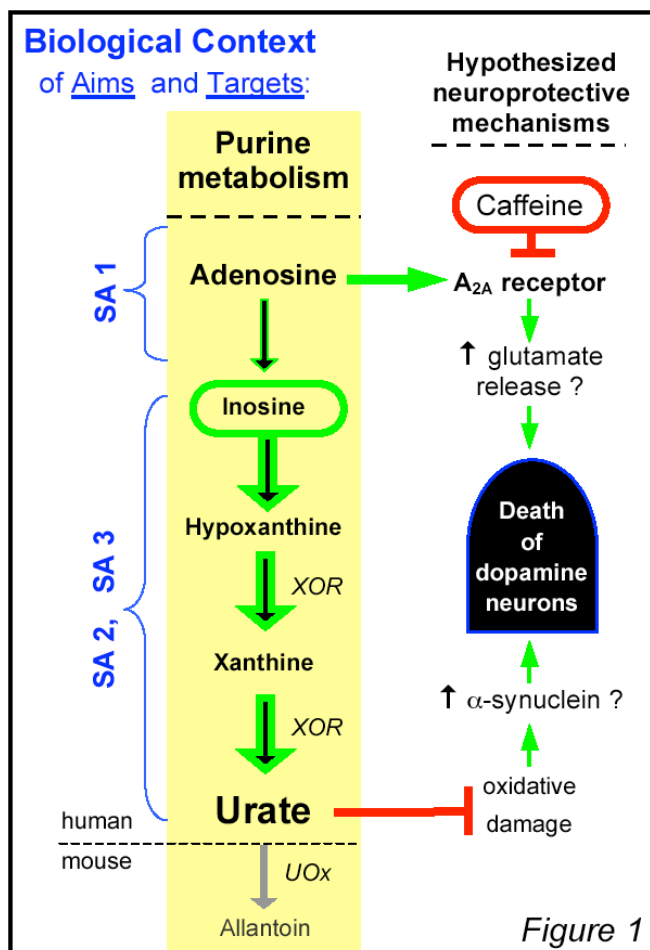 Biological Context
of Aims and Targets:
Hypothesized
neuroprotective
mechanisms
Purine
metabolism
Caffeine
SA 1
Adenosine
A2A receptor
↑ glutamate
release ?
Inosine
Death
of
dopamine
neurons
Hypoxanthine
SA 2, SA 3
XOR
Xanthine
↑ α-synuclein ?
XOR
oxidative
damage
Urate
human
mouse
UOx
Allantoin
Figure 1